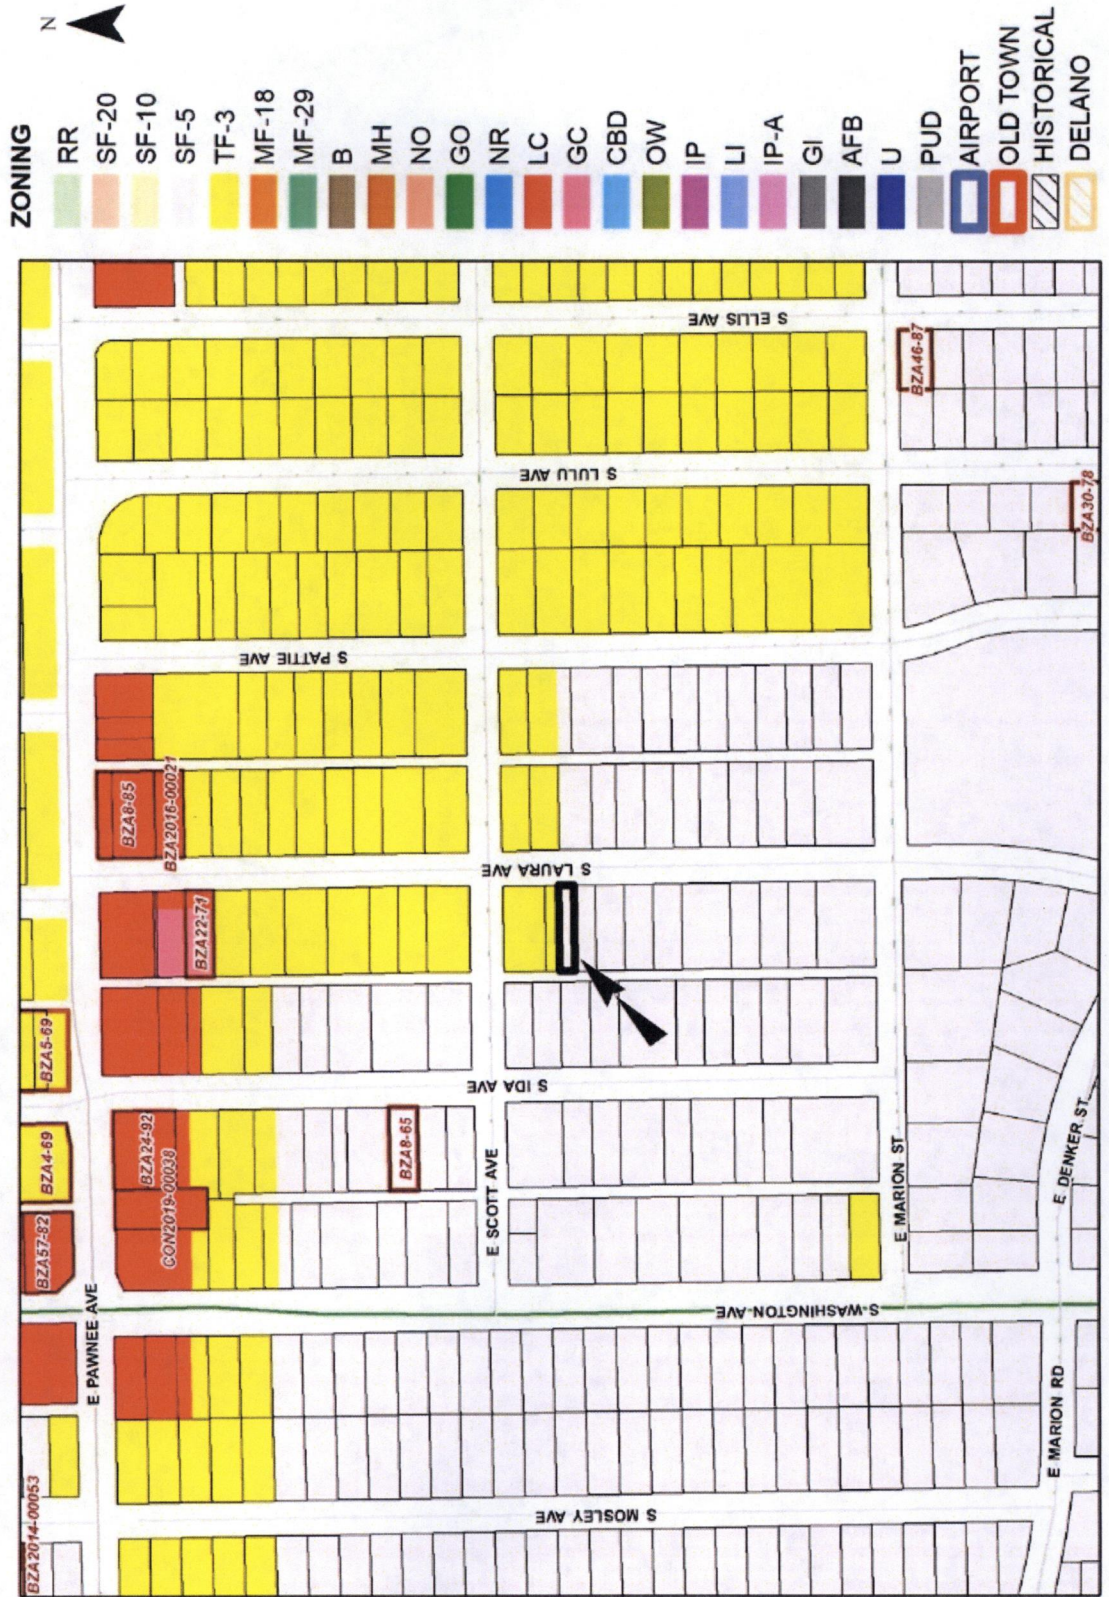 N
ZONING
RR
SF-20
SF-10
SF-5
TF-3
MF-18
MF-29
B
MH
NO
GO
NR
LC
GC
CBD
OW
IP
LI
IP-A
GI
AFB
U
PUD
AIRPORT
OLD TOWN
HISTORICAL
DELANO
BZA2014-00053
BZA57-82
BZA4-69
BZA5-69
E PAWNEE AVE
BZA24-92
CON2019-00038
BZA22-71
BZA8-85
BZA2016-00021
BZA8-65
S MOSLEY AVE
S WASHINGTON AVE
S IDA AVE
S LAURA AVE
S PATTIE AVE
S LULU AVE
S ELLIS AVE
E SCOTT AVE
E MARION ST
BZA46-87
BZA30-78
E DENKER ST
E MARION RD